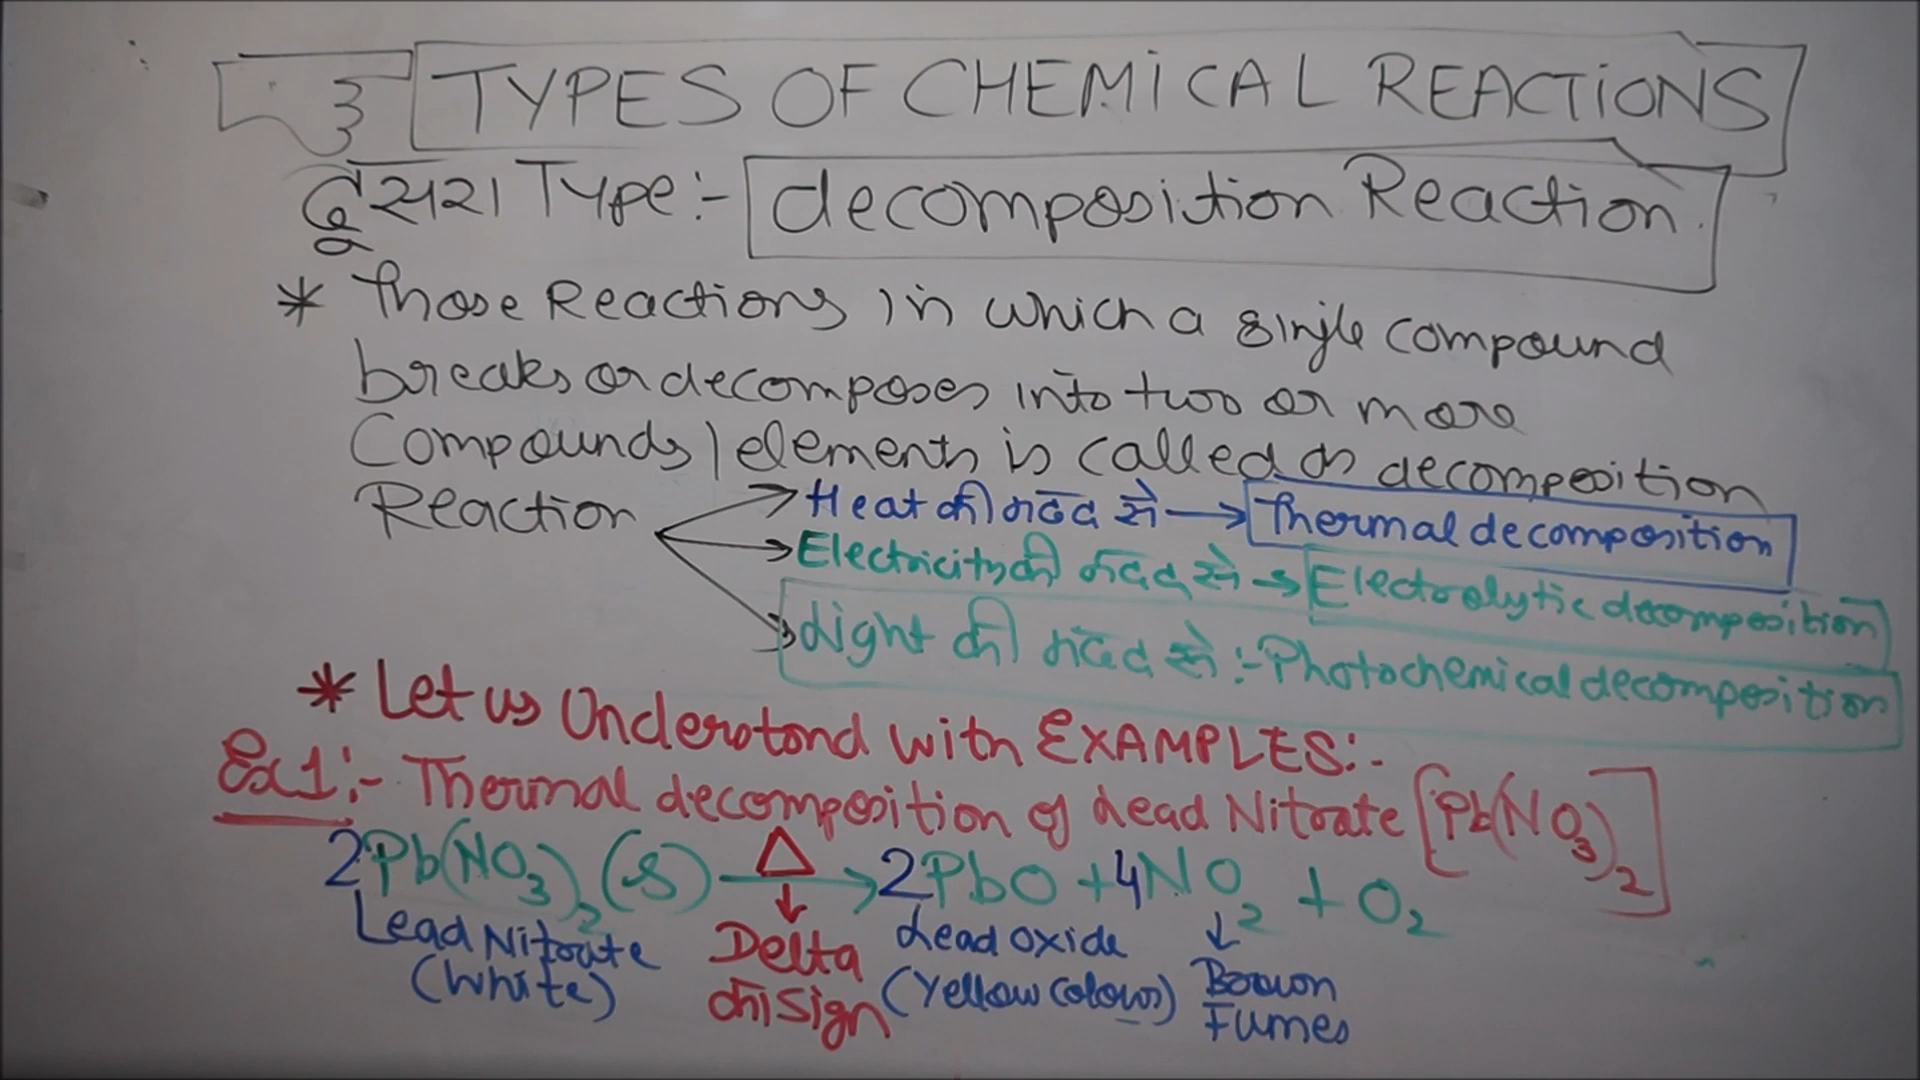 TYPES OF CHEMICAL REACTIONS
दूसरा Type:- decomposition Reaction
* Those Reactions in which a single compound
breaks or decomposes into two or more
Compounds/elements is called as decomposition
Reaction
Heat की मदद से → Thermal decomposition
Electricity की मदद से → Electrolytic decomposition
Light की मदद से :- Photochemical decomposition
* Let us Understand with EXAMPLES:-
Ex1:- Thermal decomposition of Lead Nitrate [Pb(NO₃)₂]
2Pb(NO₃)₂(s) —Δ→ 2PbO + 4NO₂ + O₂
Lead Nitrate (White)
Delta का Sign
Lead oxide (Yellow Colour)
Brown Fumes